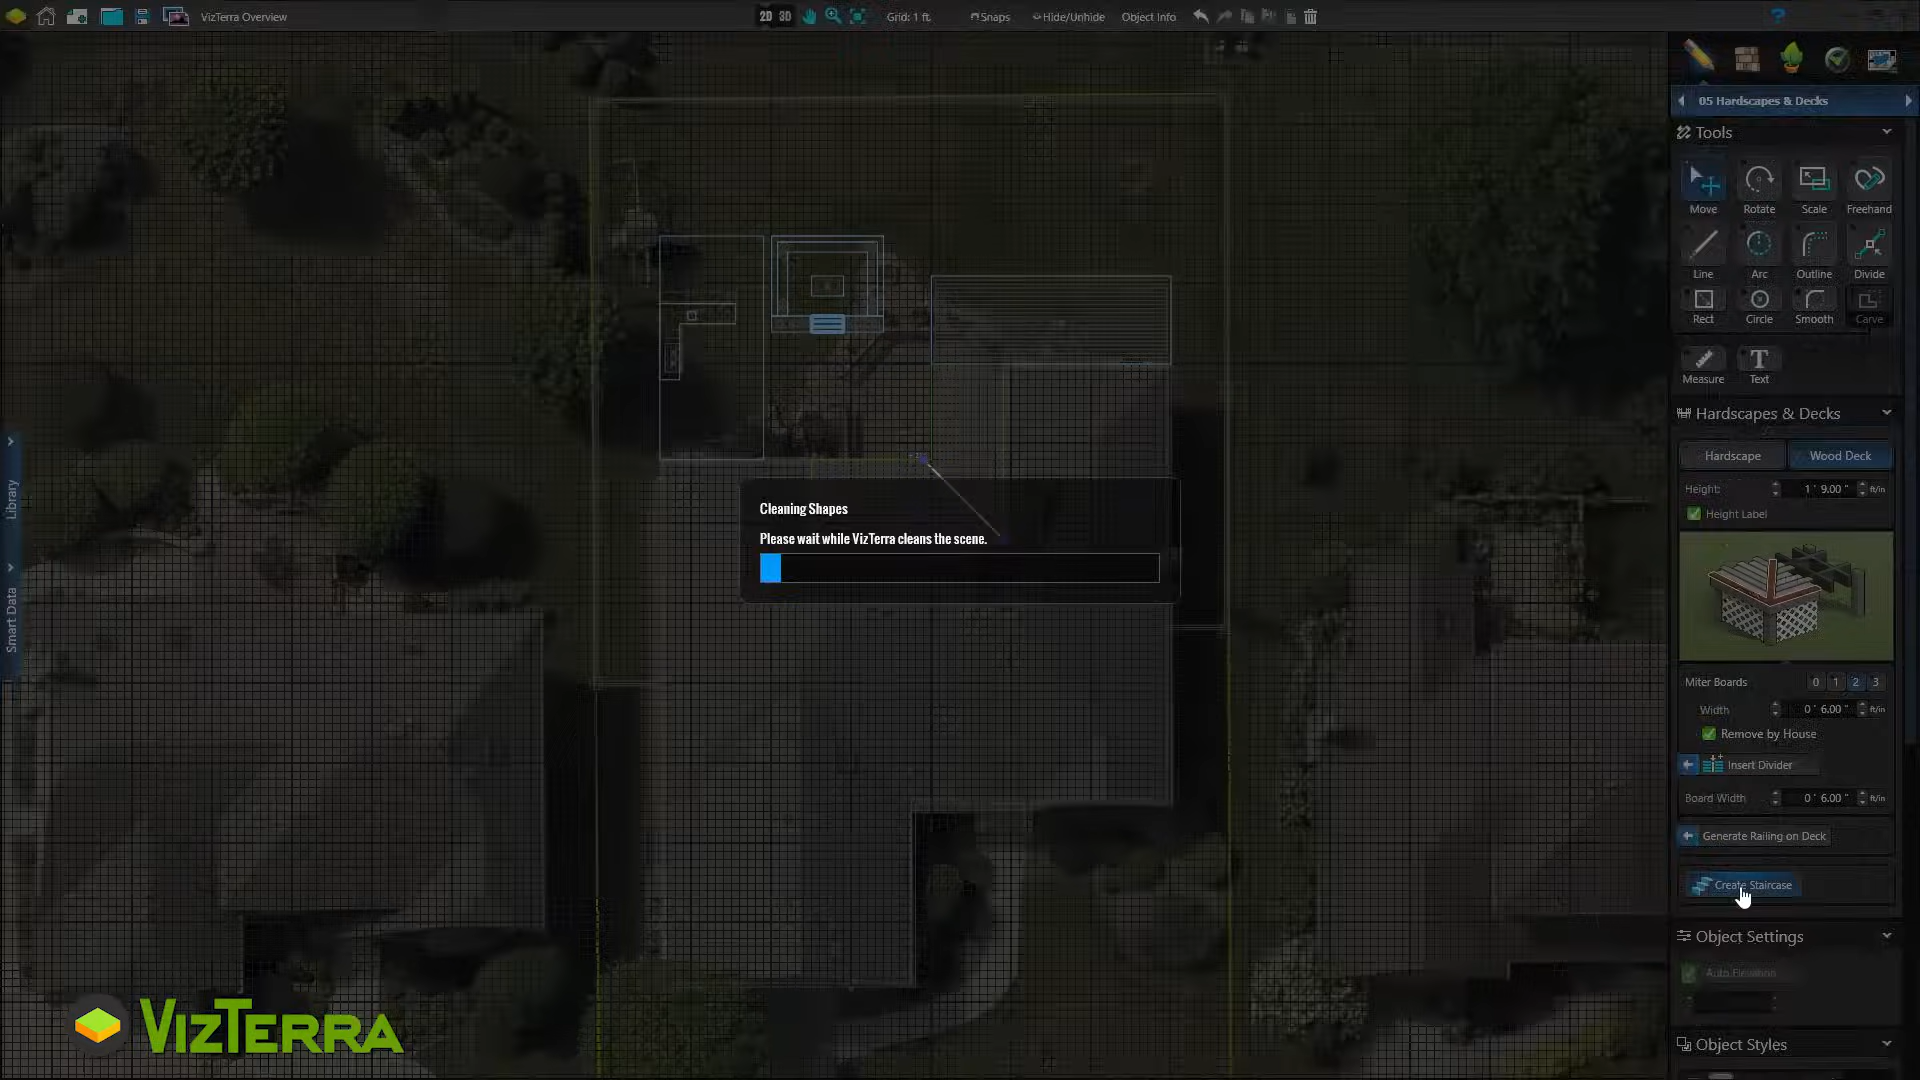 VizTerra Overview
2D 3D
Grid: 1 ft.
Snaps
Hide/Unhide
Object Info
?
05 Hardscapes & Decks
Tools
Move Rotate Scale Freehand
Line Arc Outline Divide
Rect Circle Smooth Carve
Measure Text
Hardscapes & Decks
Hardscape Wood Deck
Height: 1 ' 9.00 " ft/in
Height Label
Miter Boards 0 1 2 3
Width 0 ' 6.00 " ft/in
Remove by House
Insert Divider
Board Width 0 ' 6.00 " ft/in
Generate Railing on Deck
Create Staircase
Object Settings
Auto Elevation
Object Styles
Library
Smart Data
Cleaning Shapes
Please wait while VizTerra cleans the scene.
VIZTERRA